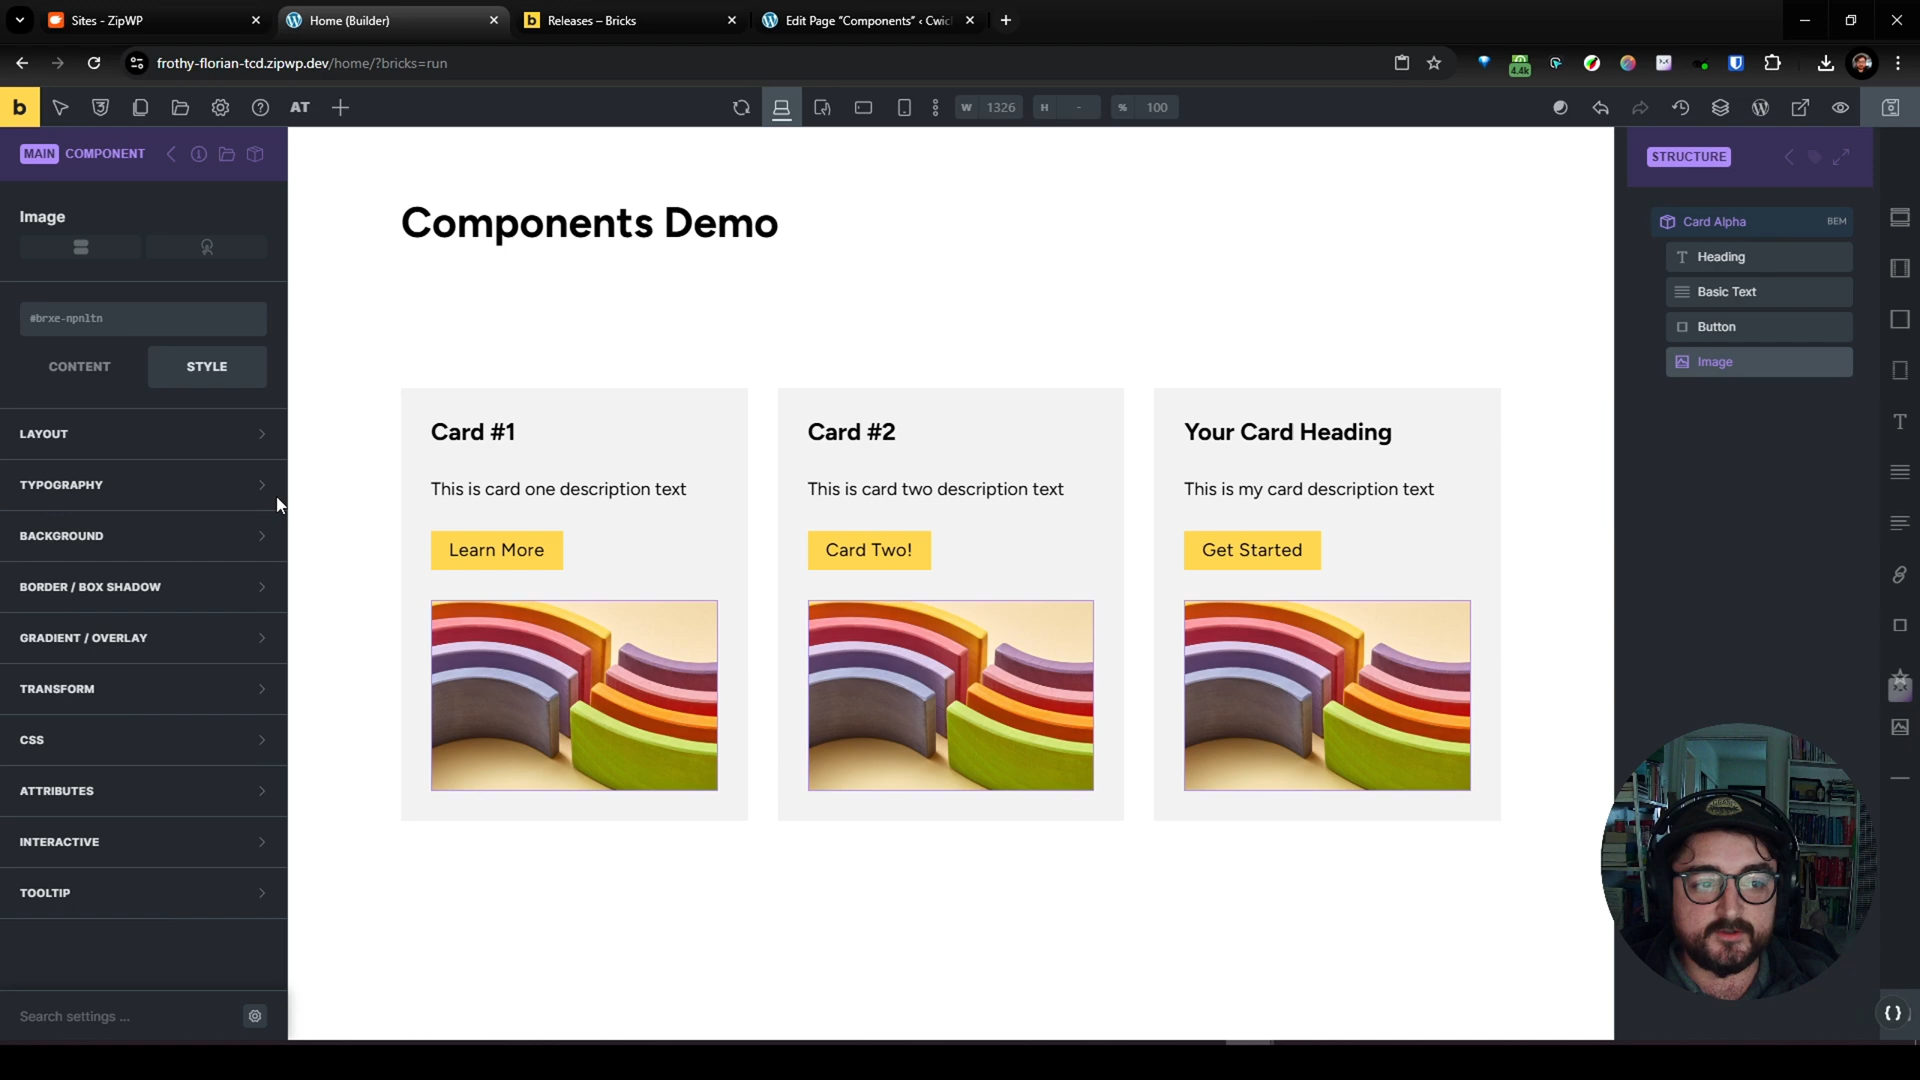 Sites - ZipWP
Home (Builder)
b Releases – Bricks
Edit Page “Components” ‹ Cwic
frothy-florian-tcd.zipwp.dev/home/?bricks=run
4.4k
b
AT
W 1326
H -
% 100
MAIN COMPONENT
STRUCTURE
Image
#brxe-npnltn
CONTENT
STYLE
LAYOUT
TYPOGRAPHY
BACKGROUND
BORDER / BOX SHADOW
GRADIENT / OVERLAY
TRANSFORM
CSS
ATTRIBUTES
INTERACTIVE
TOOLTIP
Search settings ...
Components Demo
Card #1
This is card one description text
Learn More
Card #2
This is card two description text
Card Two!
Your Card Heading
This is my card description text
Get Started
Card Alpha
BEM
Heading
Basic Text
Button
Image